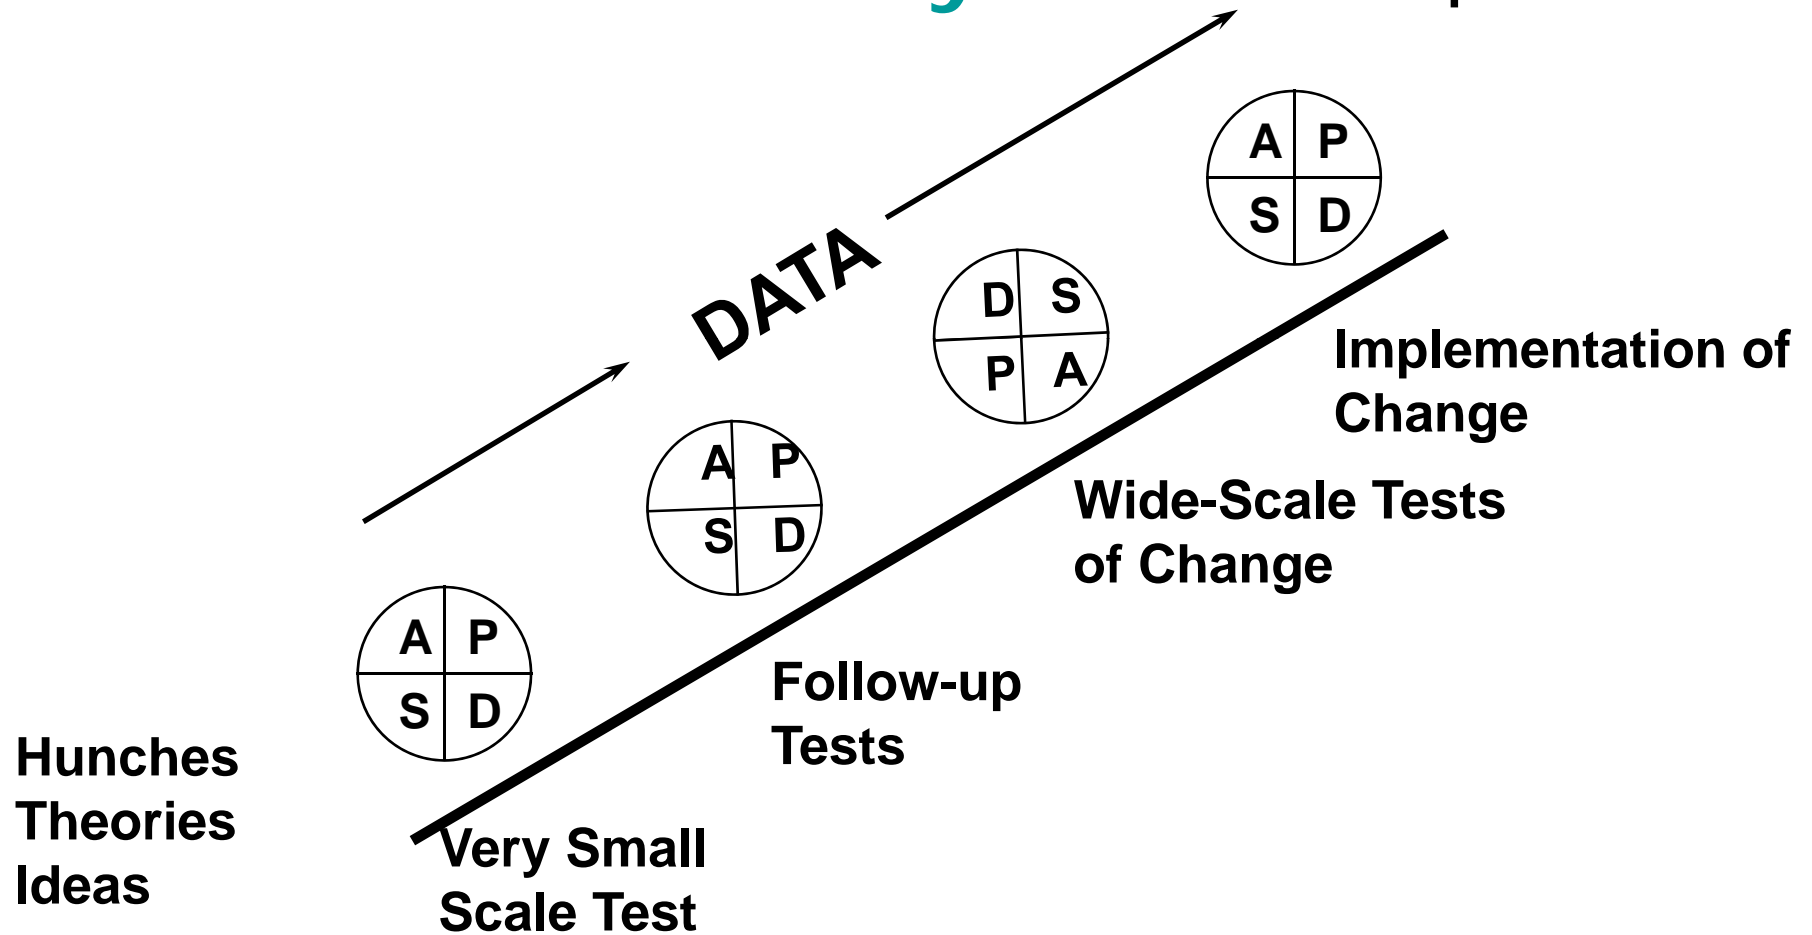 DATA
A P
S D
D S
P A
A P
S D
A P
S D
Implementation of
Change
Wide-Scale Tests
of Change
Follow-up
Tests
Very Small
Scale Test
Hunches
Theories
Ideas